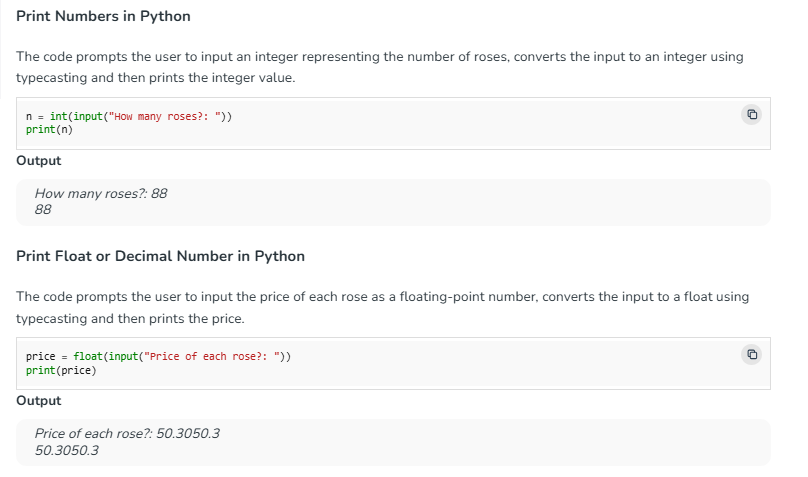 Print Numbers in Python
The code prompts the user to input an integer representing the number of roses, converts the input to an integer using
typecasting and then prints the integer value.
n = int(input("How many roses?: "))
print(n)
Output
How many roses?: 88
88
Print Float or Decimal Number in Python
The code prompts the user to input the price of each rose as a floating-point number, converts the input to a float using
typecasting and then prints the price.
price = float(input("Price of each rose?: "))
print(price)
Output
Price of each rose?: 50.3050.3
50.3050.3